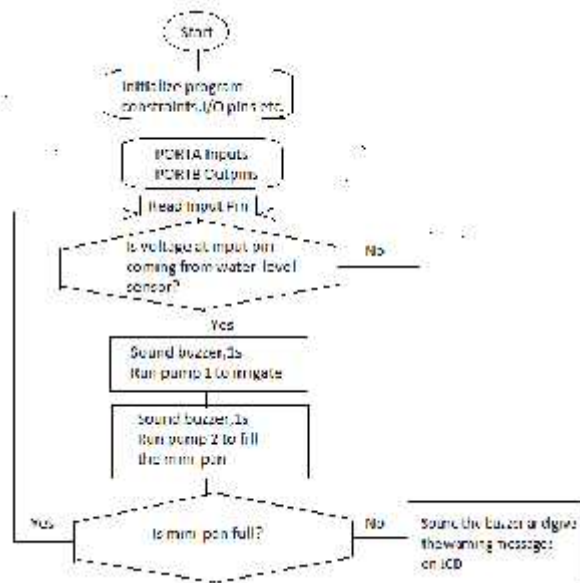 Start
Initialize program
constraints,I/O pins etc.
PORTA Inputs
PORTB Outpins
Read Input Pin
Is voltage at input pin
coming from water level
sensor?
No
Yes
Sound buzzer,1s
Run pump 1 to irrigate
Sound buzzer,1s
Run pump 2 to fill
the mini pan
Yes
Is mini pan full?
No
Sound the buzzer and give
the warning messages
on LCD